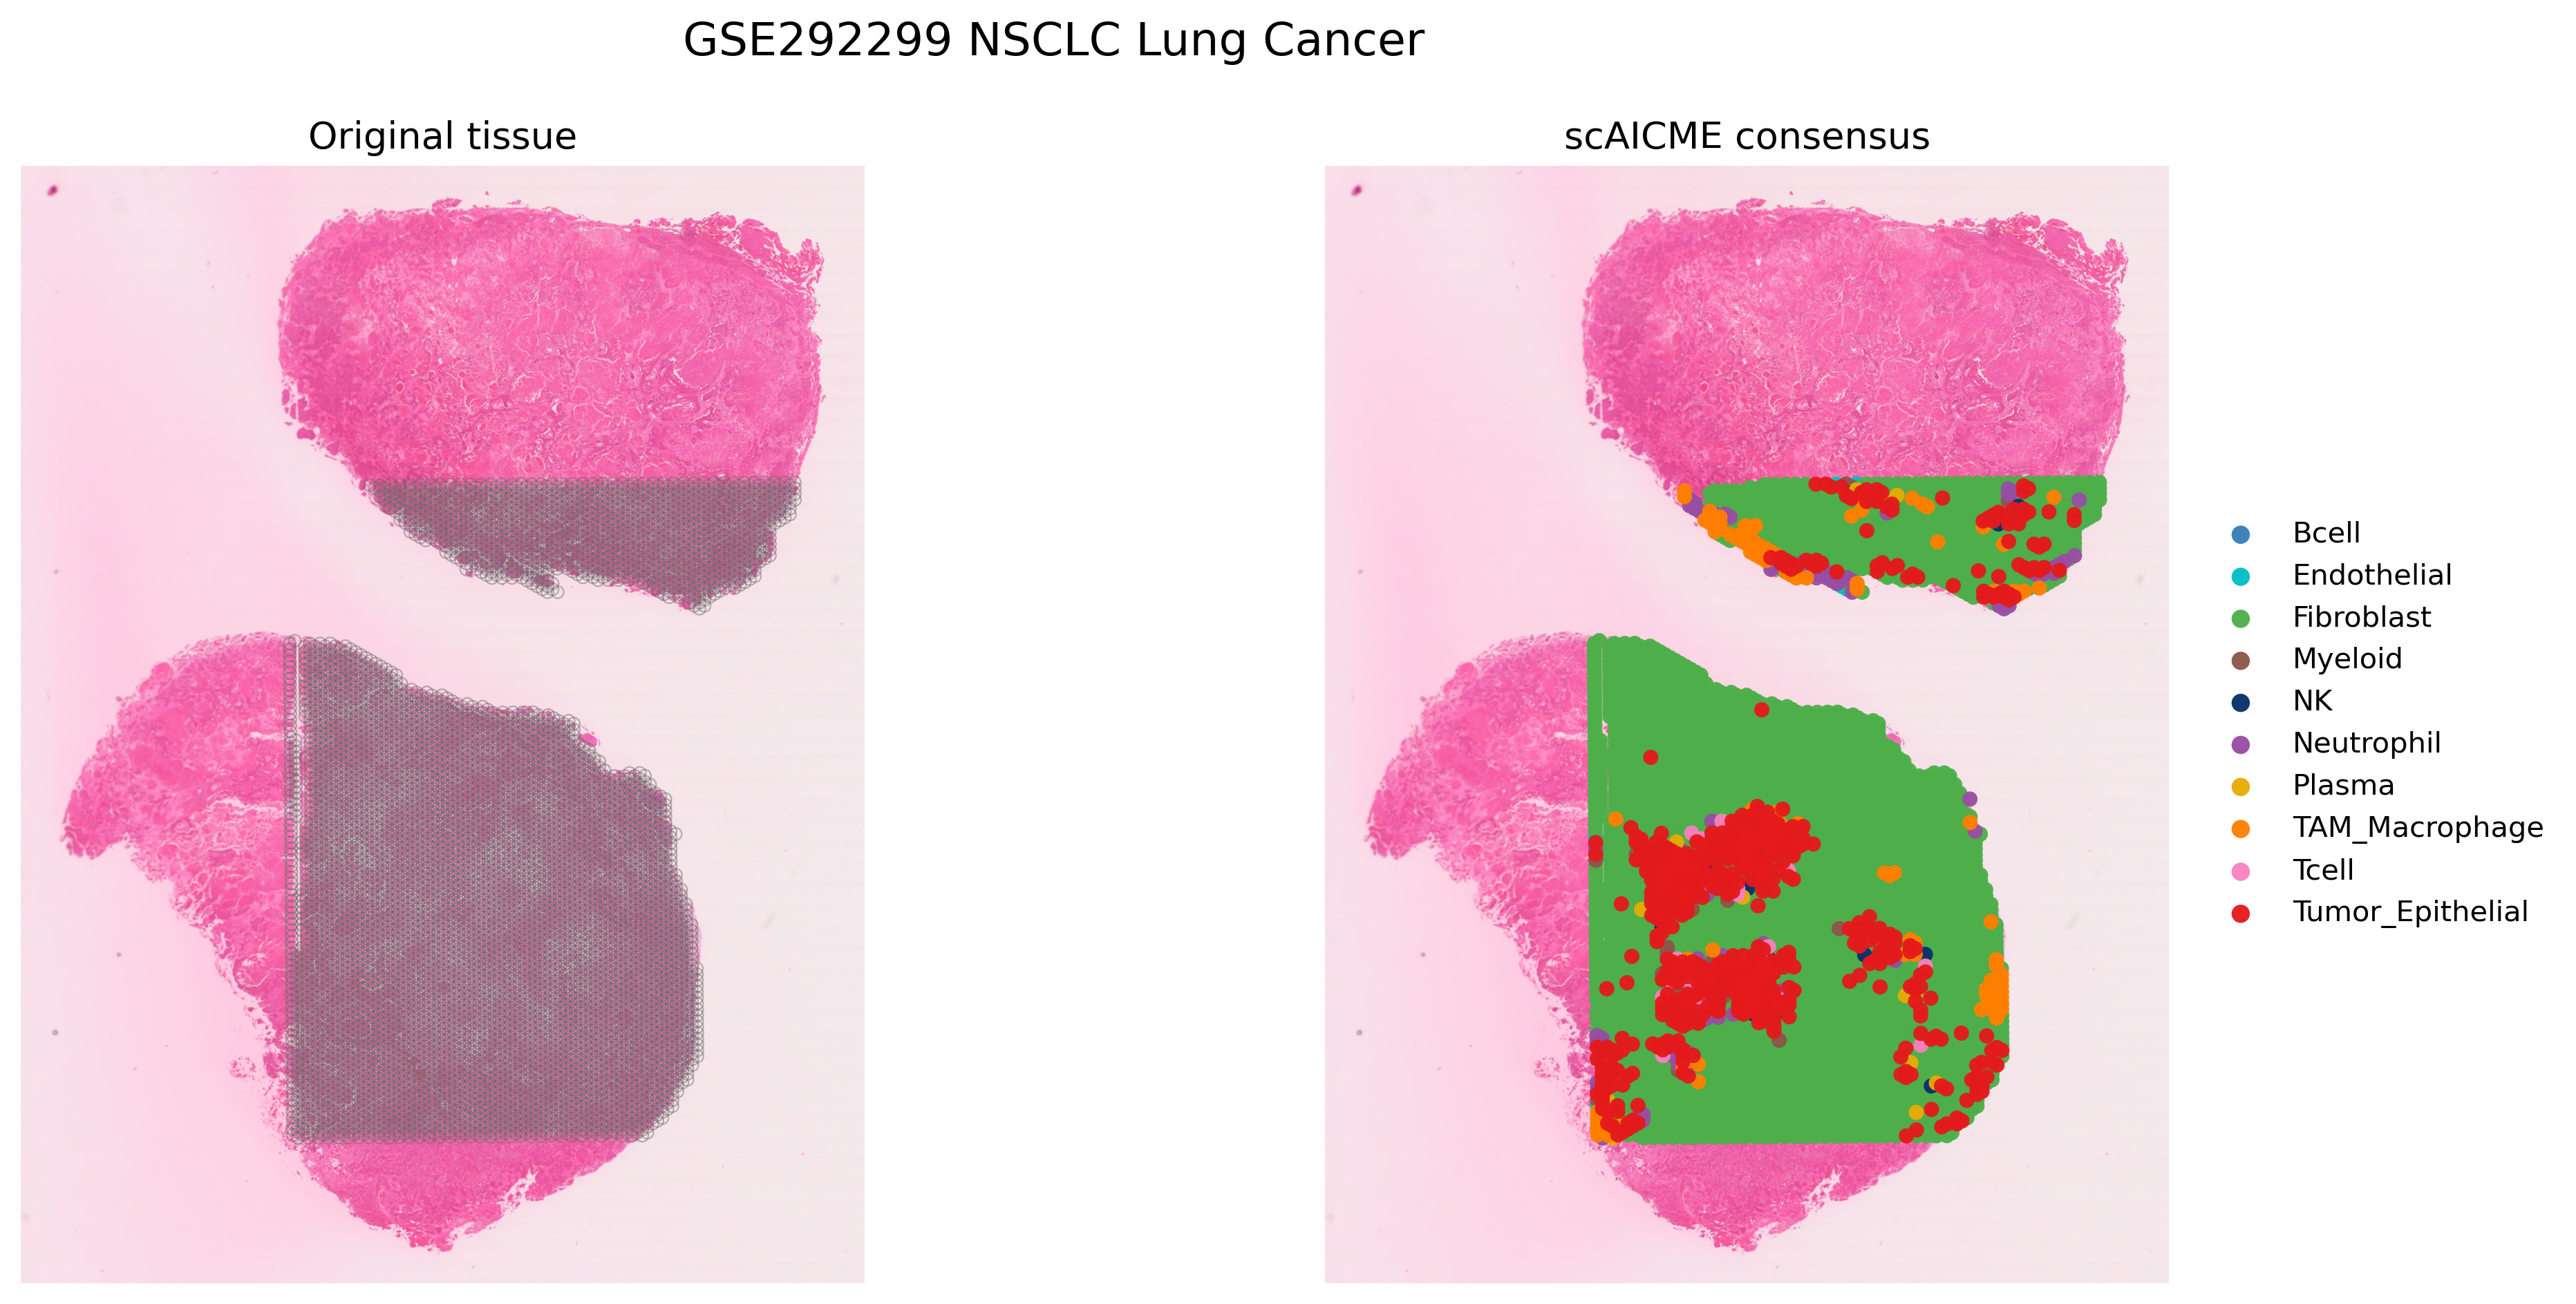 GSE292299 NSCLC Lung Cancer
Original tissue
scAICME consensus
Bcell
Endothelial
Fibroblast
Myeloid
NK
Neutrophil
Plasma
TAM_Macrophage
Tcell
Tumor_Epithelial